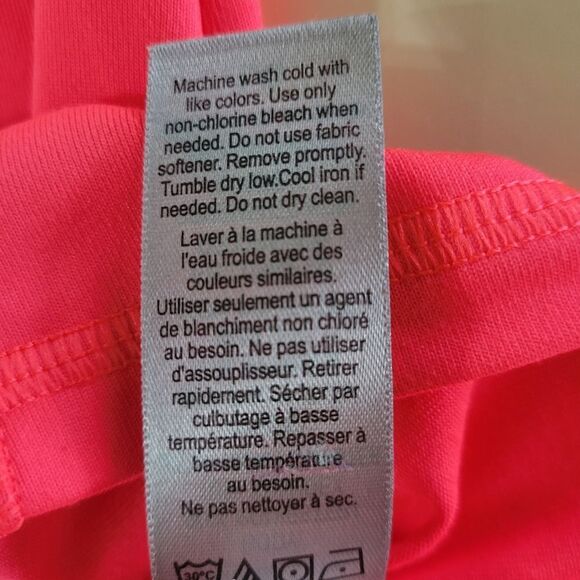 Machine wash cold with
like colors. Use only
non-chlorine bleach when
needed. Do not use fabric
softener. Remove promptly.
Tumble dry low.Cool iron if
needed. Do not dry clean.
Laver à la machine à
l'eau froide avec des
couleurs similaires.
Utiliser seulement un agent
de blanchiment non chloré
au besoin. Ne pas utiliser
d'assouplisseur. Retirer
rapidement. Sécher par
culbutage à basse
température. Repasser à
basse température
au besoin.
Ne pas nettoyer à sec.
30°C